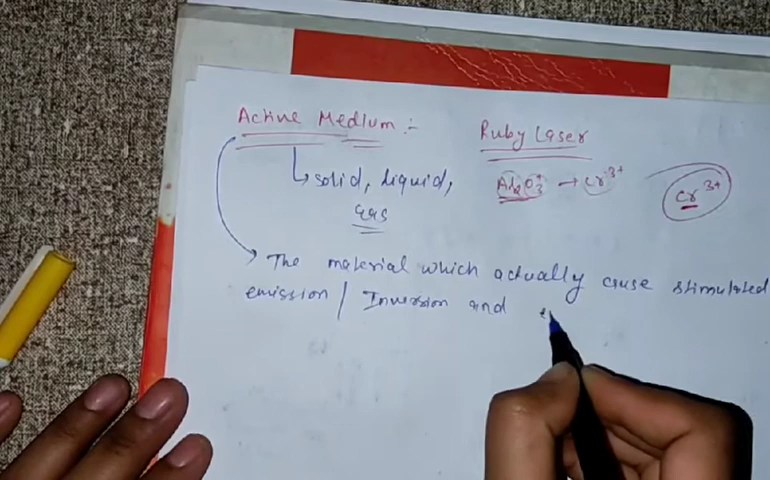 Active Medium :-
Ruby Laser
solid, liquid,
gas
Al2O3 → Cr3+
Cr3+
The material which actually cause stimulated
emission / Inversion and